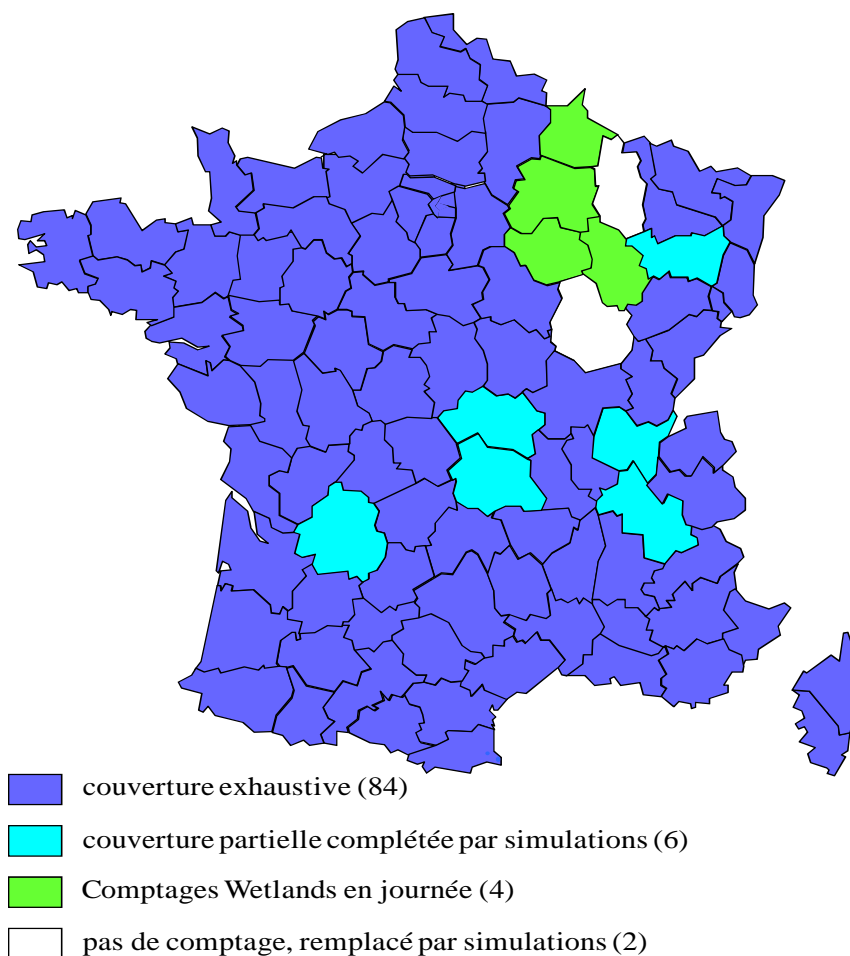 couverture exhaustive (84)
couverture partielle complétée par simulations (6)
Comptages Wetlands en journée (4)
pas de comptage, remplacé par simulations (2)